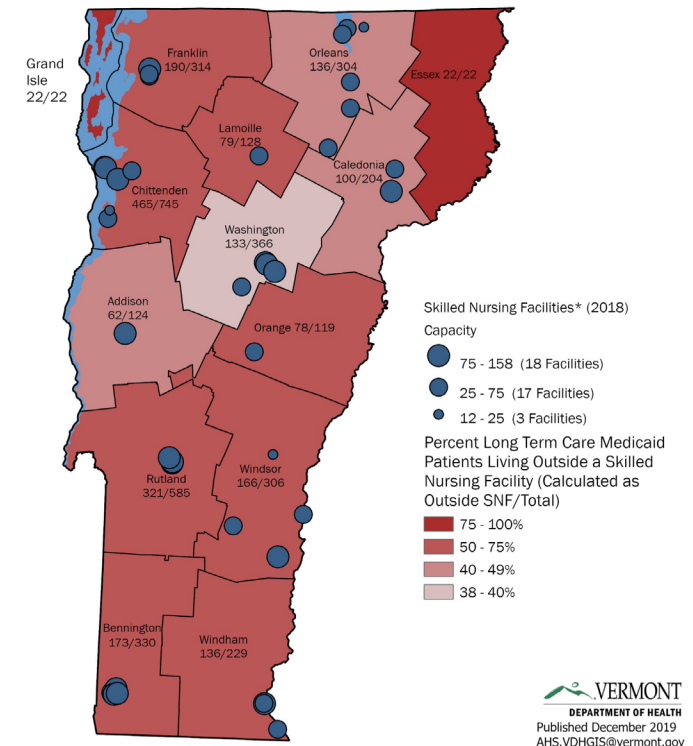 Grand
Isle
22/22
Franklin
190/314
Orleans
136/304
Essex 22/22
Lamoille
79/128
Caledonia
100/204
Chittenden
465/745
Washington
133/366
Addison
62/124
Orange 78/119
Rutland
321/585
Windsor
166/306
Bennington
173/330
Windham
136/229
Skilled Nursing Facilities* (2018)
Capacity
75 - 158 (18 Facilities)
25 - 75 (17 Facilities)
12 - 25 (3 Facilities)
Percent Long Term Care Medicaid
Patients Living Outside a Skilled
Nursing Facility (Calculated as
Outside SNF/Total)
75 - 100%
50 - 75%
40 - 49%
38 - 40%
VERMONT
DEPARTMENT OF HEALTH
Published December 2019
AHS.VDHGIS@vermont.gov